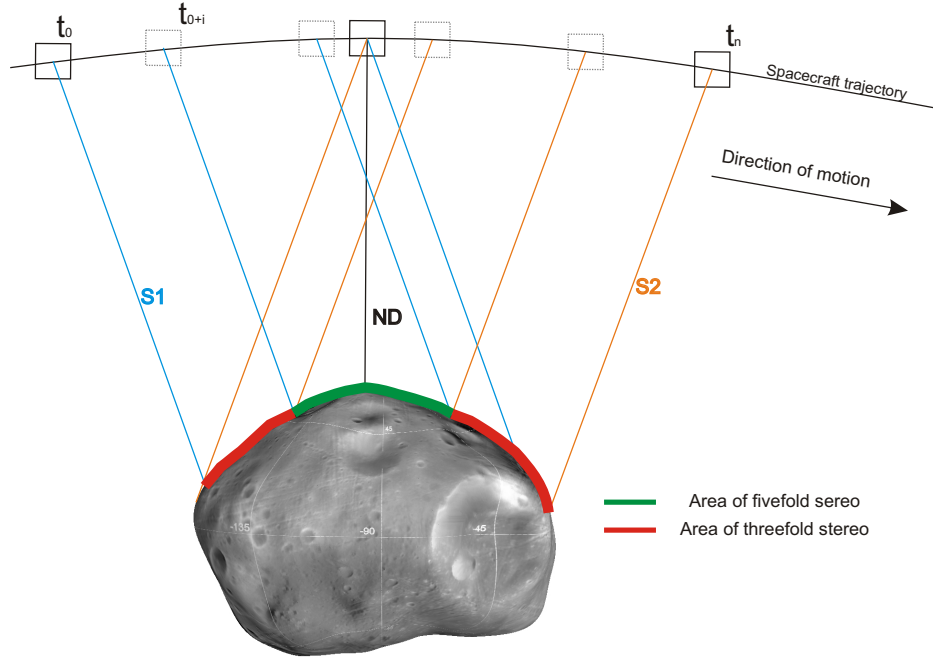 t0
t0+i
tn
Spacecraft trajectory
Direction of motion
S1
S2
ND
45
-135
-90
-45
Area of fivefold sereo
Area of threefold stereo